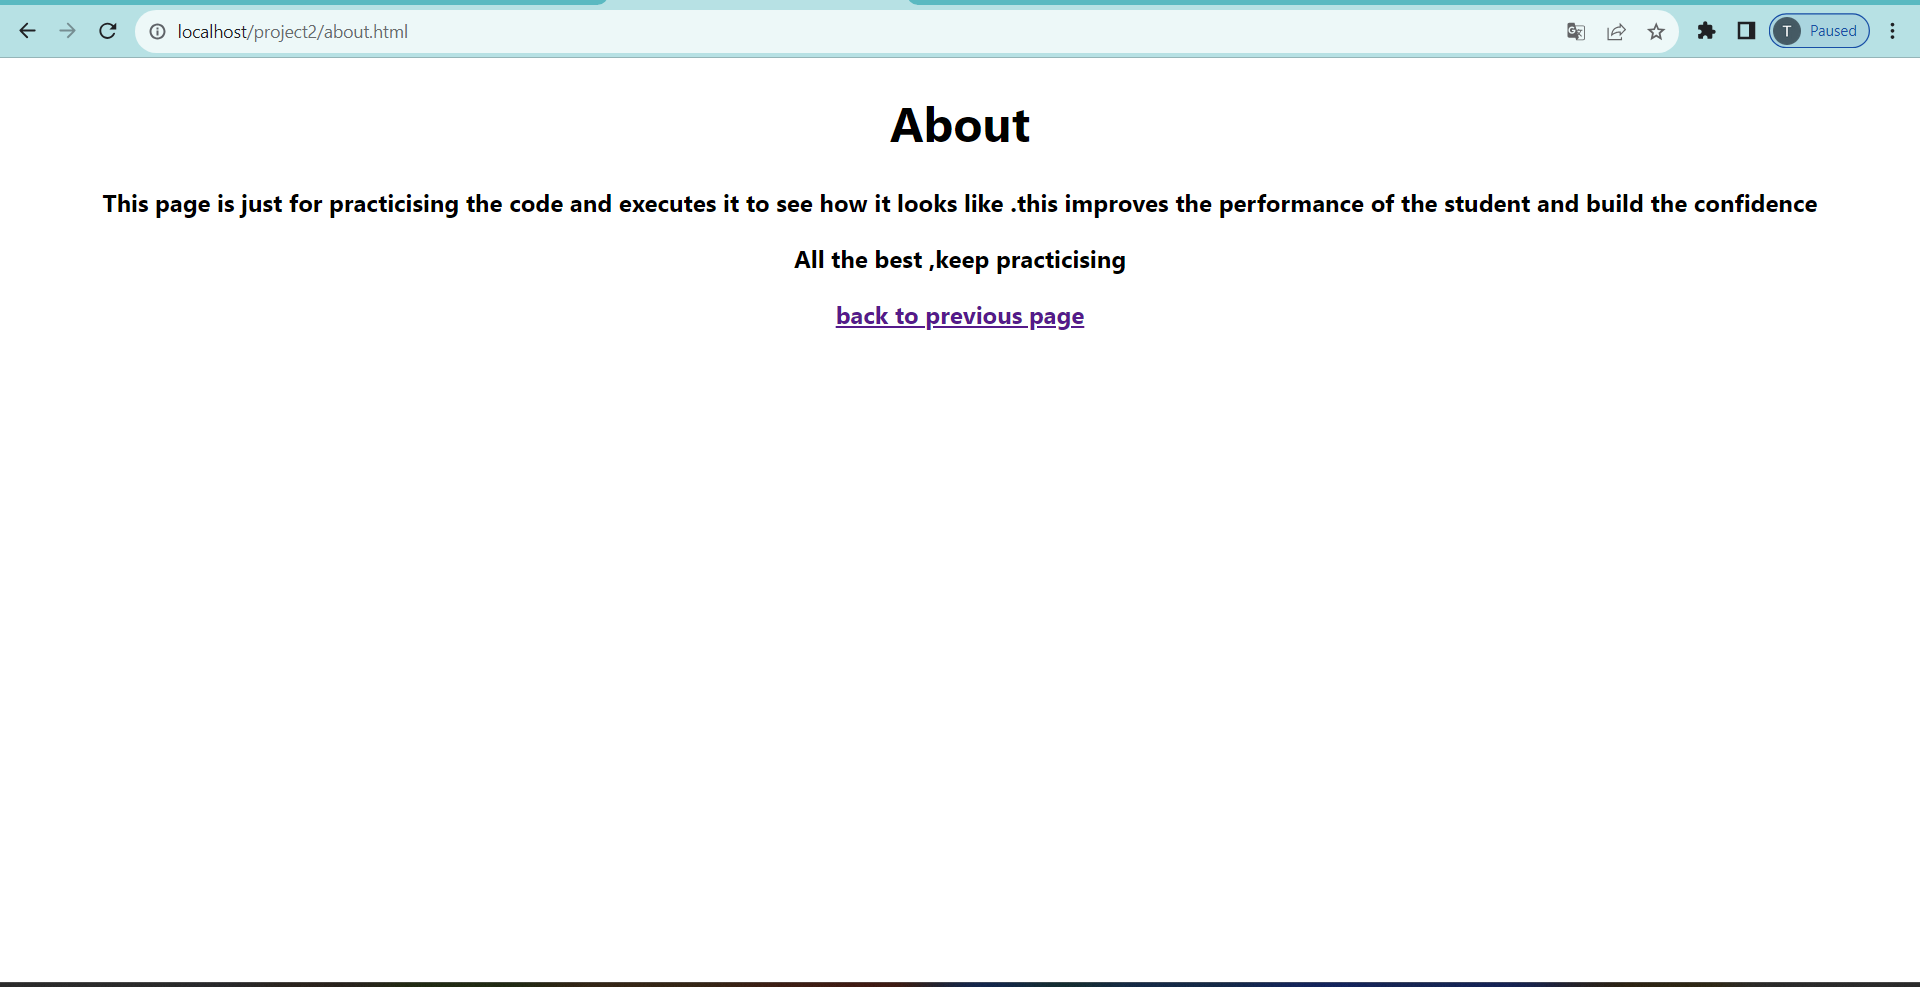 localhost/project2/about.html
T Paused
About
This page is just for practicising the code and executes it to see how it looks like .this improves the performance of the student and build the confidence
All the best ,keep practicising
back to previous page